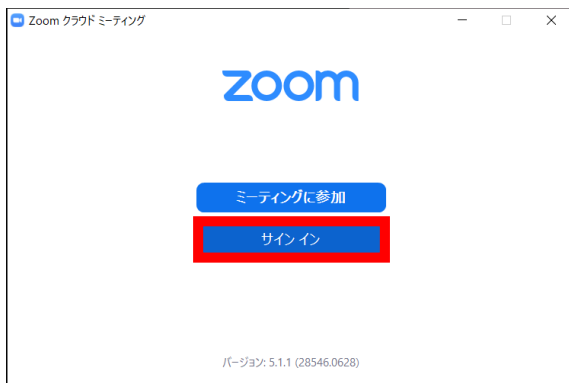 Zoom クラウド ミーティング
zoom
ミーティングに参加
サイン イン
バージョン: 5.1.1 (28546.0628)